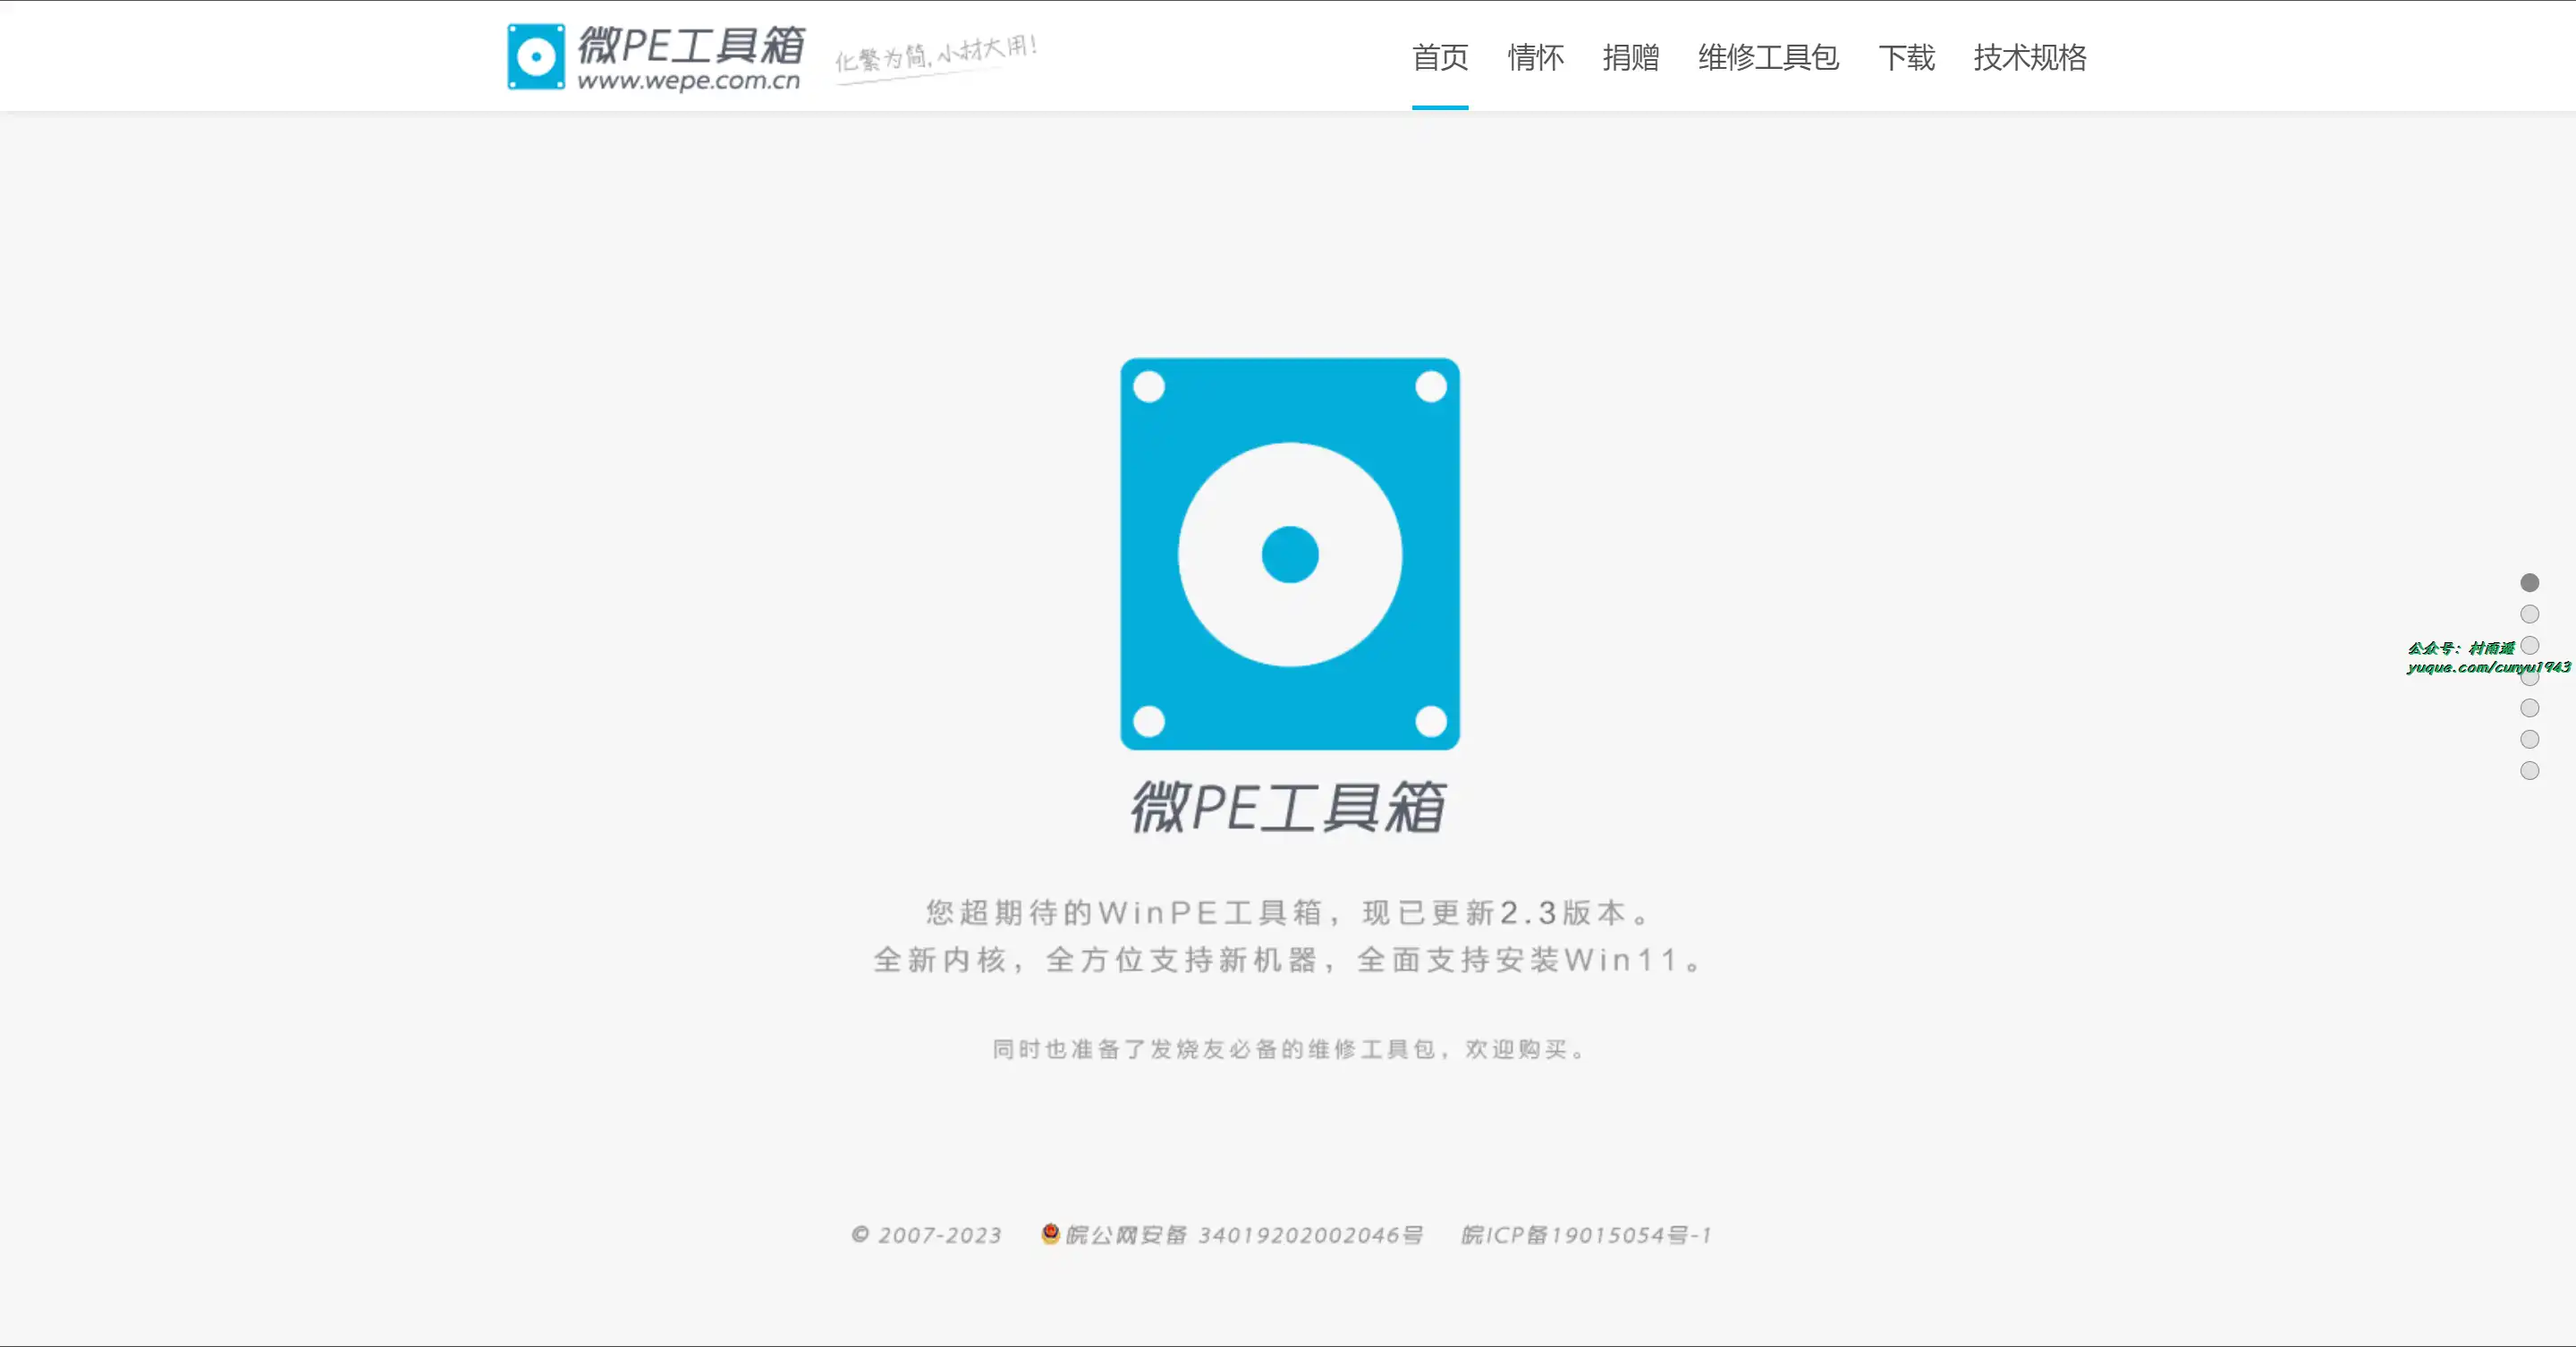 微PE工具箱
www.wepe.com.cn
化繁为简,小材大用!
首页 情怀 捐赠 维修工具包 下载 技术规格
公众号：村雨遥
yuque.com/cunyu1943
微PE工具箱
您超期待的WinPE工具箱，现已更新2.3版本。
全新内核，全方位支持新机器，全面支持安装Win11。
同时也准备了发烧友必备的维修工具包，欢迎购买。
© 2007-2023 皖公网安备 34019202002046号 皖ICP备19015054号-1